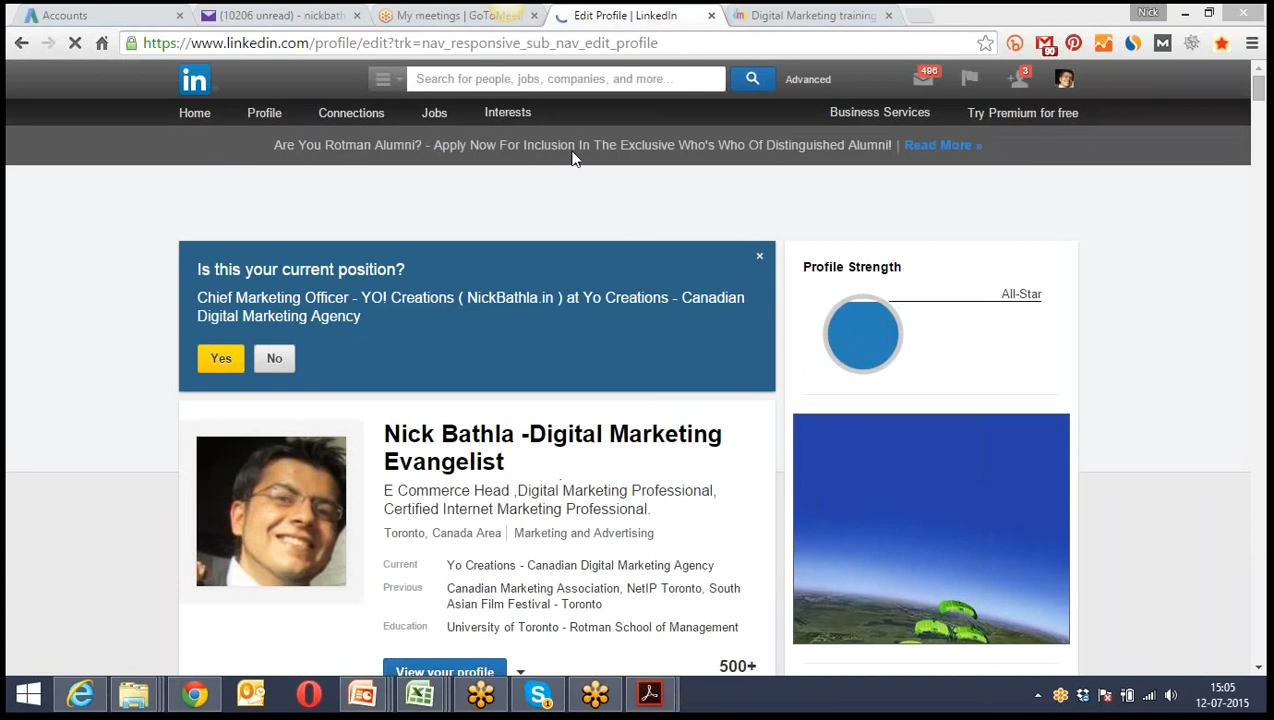 Accounts
(10206 unread) - nickbath
My meetings | GoToMeet
Edit Profile | LinkedIn
Digital Marketing training
Nick
https://www.linkedin.com/profile/edit?trk=nav_responsive_sub_nav_edit_profile
90
in
Search for people, jobs, companies, and more...
Advanced
496
3
Home
Profile
Connections
Jobs
Interests
Business Services
Try Premium for free
Are You Rotman Alumni? - Apply Now For Inclusion In The Exclusive Who's Who Of Distinguished Alumni! | Read More »
Is this your current position?
Chief Marketing Officer - YO! Creations ( NickBathla.in ) at Yo Creations - Canadian
Digital Marketing Agency
Yes
No
Profile Strength
All-Star
Nick Bathla -Digital Marketing
Evangelist
E Commerce Head ,Digital Marketing Professional,
Certified Internet Marketing Professional.
Toronto, Canada Area | Marketing and Advertising
Current Yo Creations - Canadian Digital Marketing Agency
Previous Canadian Marketing Association, NetIP Toronto, South
Asian Film Festival - Toronto
Education University of Toronto - Rotman School of Management
View your profile
500+
15:05
12-07-2015